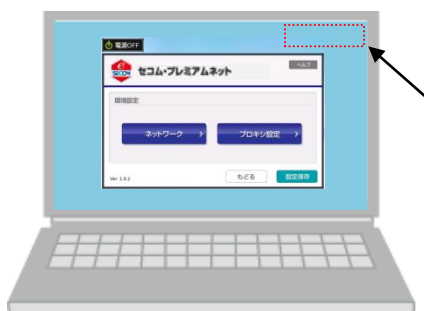 電源OFF
SECOM
セコム・プレミアムネット
ヘルプ
環境設定
ネットワーク
プロキシ設定
Ver 1.0.2
もどる
設定保存